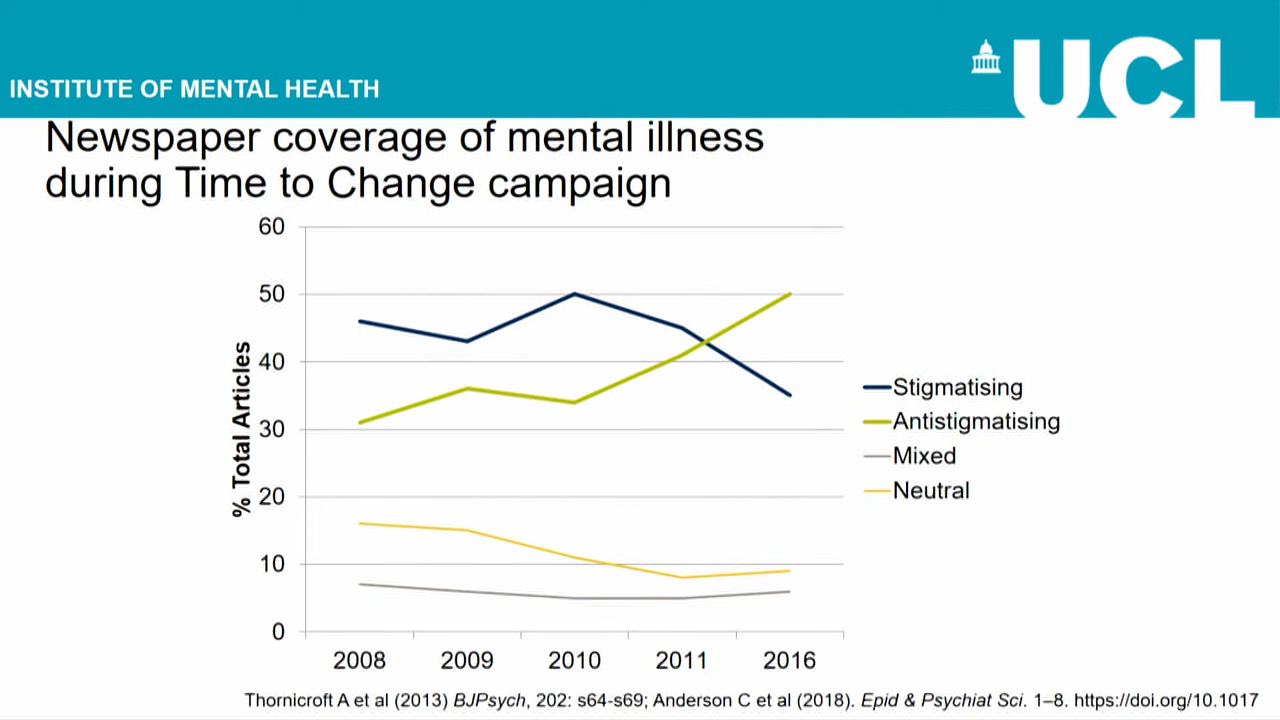 INSTITUTE OF MENTAL HEALTH
UCL
Newspaper coverage of mental illness
during Time to Change campaign
% Total Articles
60
50
40
30
20
10
0
2008 2009 2010 2011 2016
Stigmatising
Antistigmatising
Mixed
Neutral
Thornicroft A et al (2013) BJPsych, 202: s64-s69; Anderson C et al (2018). Epid & Psychiat Sci. 1–8. https://doi.org/10.1017